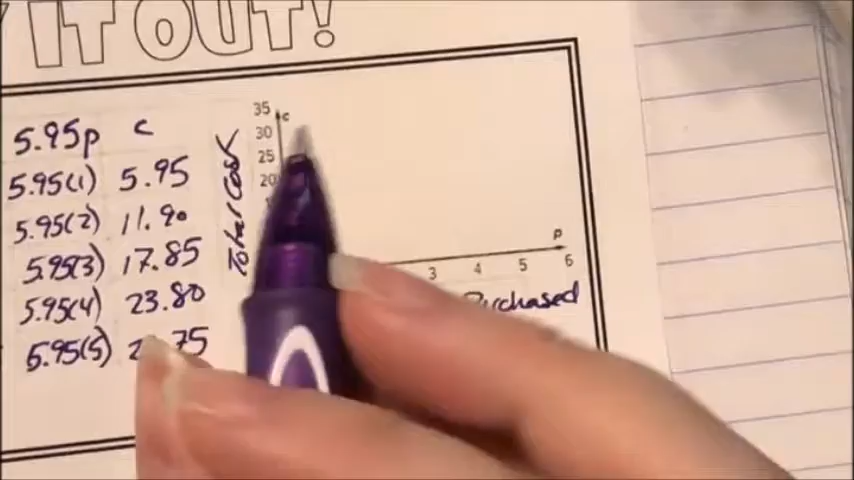 IT OUT!
5.95p c
5.95(1) 5.95
5.95(2) 11.90
5.95(3) 17.85
5.95(4) 23.80
5.95(5) 75
Total Cost
35 c
30
25
20
p
3 4 5 6
Purchased